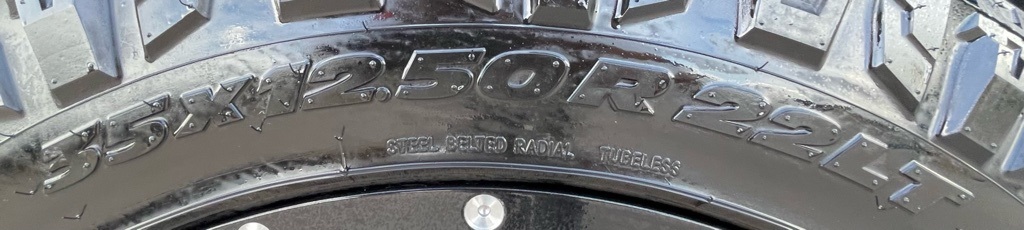 35x12.50R22LT
STEEL BELTED RADIAL TUBELESS